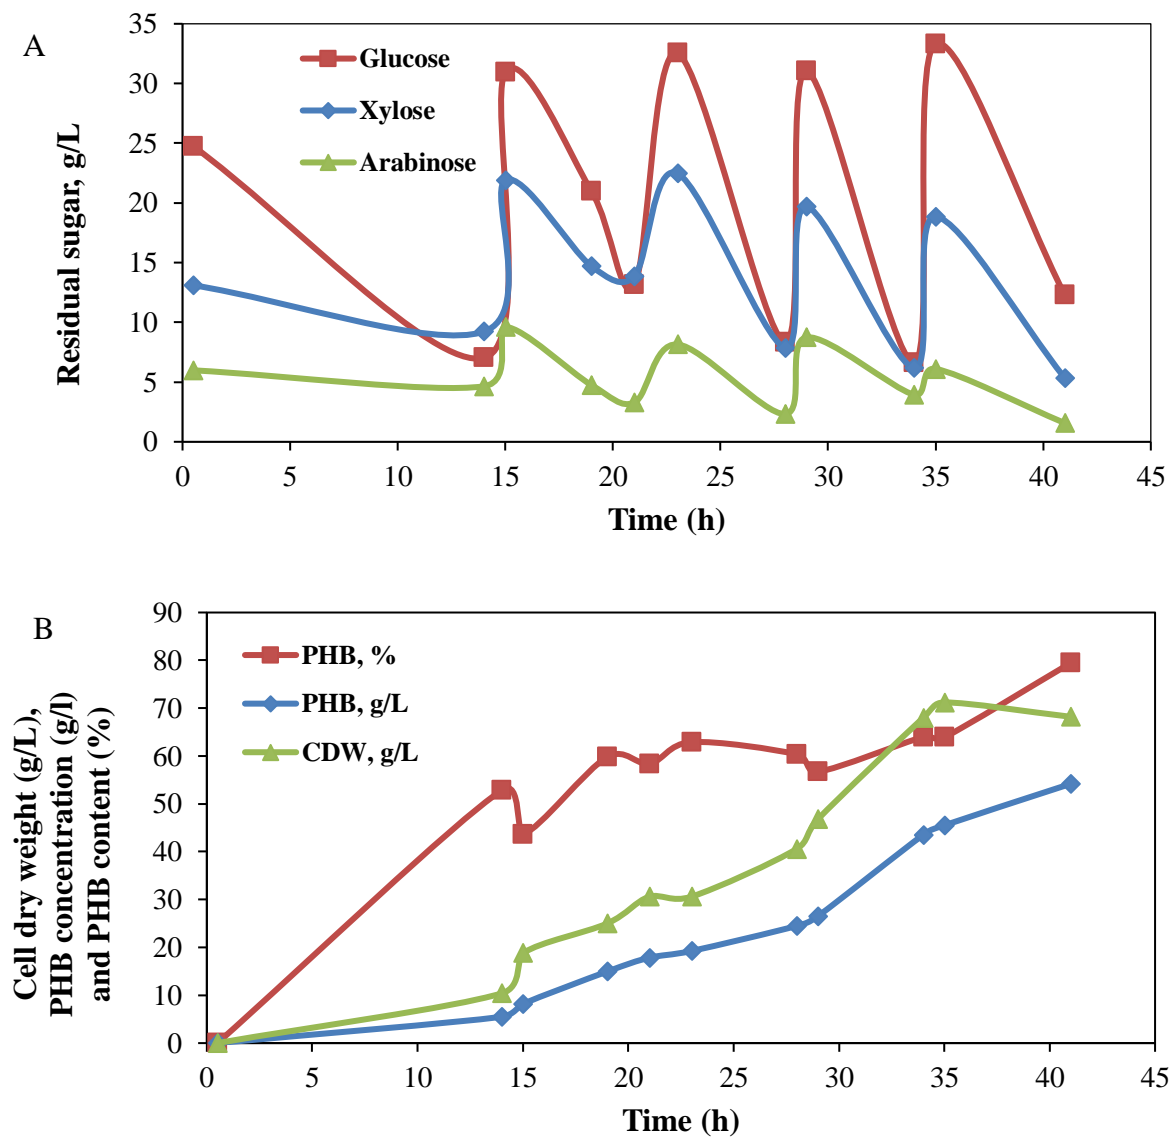 A
Glucose
Xylose
Arabinose
Residual sugar, g/L
35
30
25
20
15
10
5
0
0 5 10 15 20 25 30 35 40 45
Time (h)
B
PHB, %
PHB, g/L
CDW, g/L
Cell dry weight (g/L),
PHB concentration (g/l)
and PHB content (%)
90
80
70
60
50
40
30
20
10
0
0 5 10 15 20 25 30 35 40 45
Time (h)